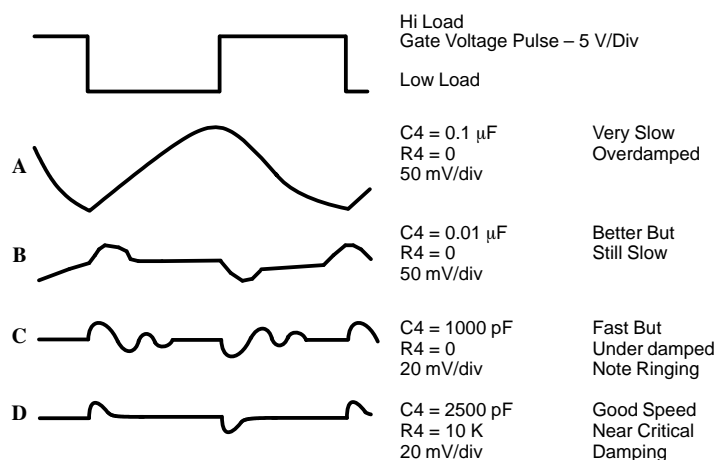 Hi Load
Gate Voltage Pulse – 5 V/Div
Low Load
A
C4 = 0.1 μF Very Slow
R4 = 0 Overdamped
50 mV/div
B
C4 = 0.01 μF Better But
R4 = 0 Still Slow
50 mV/div
C
C4 = 1000 pF Fast But
R4 = 0 Under damped
20 mV/div Note Ringing
D
C4 = 2500 pF Good Speed
R4 = 10 K Near Critical
20 mV/div Damping